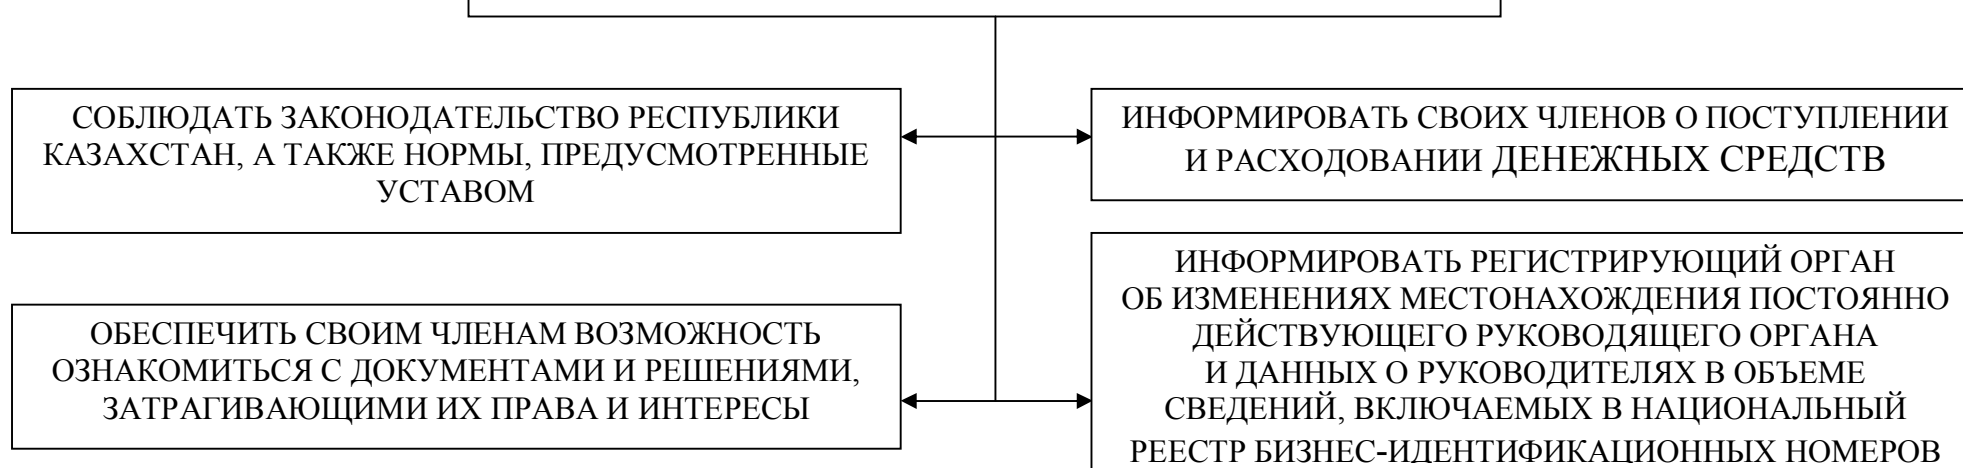 СОБЛЮДАТЬ ЗАКОНОДАТЕЛЬСТВО РЕСПУБЛИКИ
КАЗАХСТАН, А ТАКЖЕ НОРМЫ, ПРЕДУСМОТРЕННЫЕ
УСТАВОМ
ИНФОРМИРОВАТЬ СВОИХ ЧЛЕНОВ О ПОСТУПЛЕНИИ
И РАСХОДОВАНИИ ДЕНЕЖНЫХ СРЕДСТВ
ОБЕСПЕЧИТЬ СВОИМ ЧЛЕНАМ ВОЗМОЖНОСТЬ
ОЗНАКОМИТЬСЯ С ДОКУМЕНТАМИ И РЕШЕНИЯМИ,
ЗАТРАГИВАЮЩИМИ ИХ ПРАВА И ИНТЕРЕСЫ
ИНФОРМИРОВАТЬ РЕГИСТРИРУЮЩИЙ ОРГАН
ОБ ИЗМЕНЕНИЯХ МЕСТОНАХОЖДЕНИЯ ПОСТОЯННО
ДЕЙСТВУЮЩЕГО РУКОВОДЯЩЕГО ОРГАНА
И ДАННЫХ О РУКОВОДИТЕЛЯХ В ОБЪЕМЕ
СВЕДЕНИЙ, ВКЛЮЧАЕМЫХ В НАЦИОНАЛЬНЫЙ
РЕЕСТР БИЗНЕС-ИДЕНТИФИКАЦИОННЫХ НОМЕРОВ